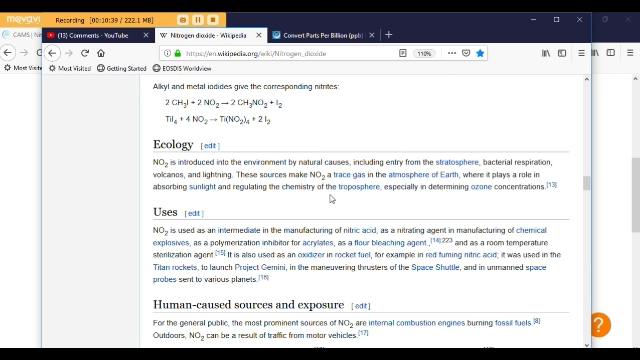 movavi
Recording [ 00:10:39 / 222.1 MB ]
CAMS | Nit
(1) Comments - YouTube
W Nitrogen dioxide - Wikipedia
Convert Parts Per Billion (ppb)
https://en.wikipedia.org/wiki/Nitrogen_dioxide
110%
Most Visite
Most Visited
Getting Started
EOSDIS Worldview
Alkyl and metal iodides give the corresponding nitrites:
2 CH3I + 2 NO2 → 2 CH3NO2 + I2
TiI4 + 4 NO2 → Ti(NO2)4 + 2 I2
Ecology [ edit ]
NO2 is introduced into the environment by natural causes, including entry from the stratosphere, bacterial respiration,
volcanos, and lightning. These sources make NO2 a trace gas in the atmosphere of Earth, where it plays a role in
absorbing sunlight and regulating the chemistry of the troposphere, especially in determining ozone concentrations.[13]
Uses [ edit ]
NO2 is used as an intermediate in the manufacturing of nitric acid, as a nitrating agent in manufacturing of chemical
explosives, as a polymerization inhibitor for acrylates, as a flour bleaching agent.,[14]:223 and as a room temperature
sterilization agent.[15] It is also used as an oxidizer in rocket fuel, for example in red fuming nitric acid; it was used in the
Titan rockets, to launch Project Gemini, in the maneuvering thrusters of the Space Shuttle, and in unmanned space
probes sent to various planets.[16]
Human-caused sources and exposure [ edit ]
For the general public, the most prominent sources of NO2 are internal combustion engines burning fossil fuels.[8]
Outdoors, NO2 can be a result of traffic from motor vehicles.[17]
?